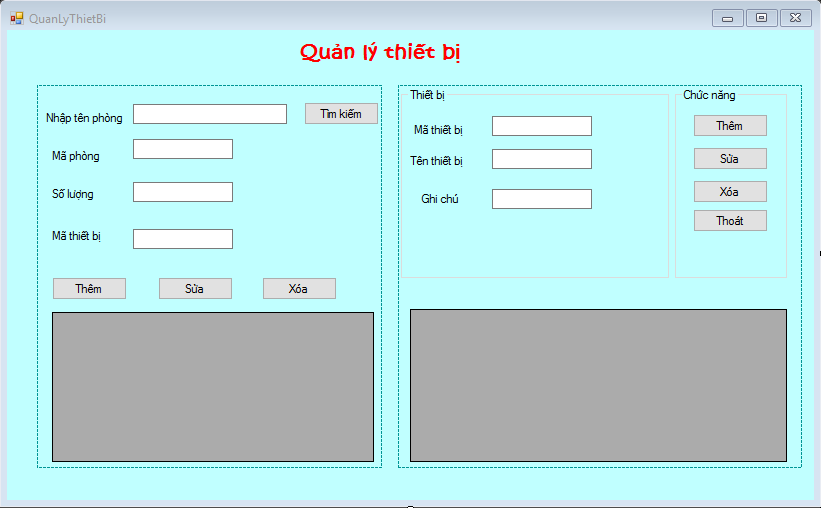 QuanLyThietBi
Quản lý thiết bị
Nhập tên phòng
Tìm kiếm
Mã phòng
Số lượng
Mã thiết bị
Thêm
Sửa
Xóa
Thiết bị
Mã thiết bị
Tên thiết bị
Ghi chú
Chức năng
Thêm
Sửa
Xóa
Thoát